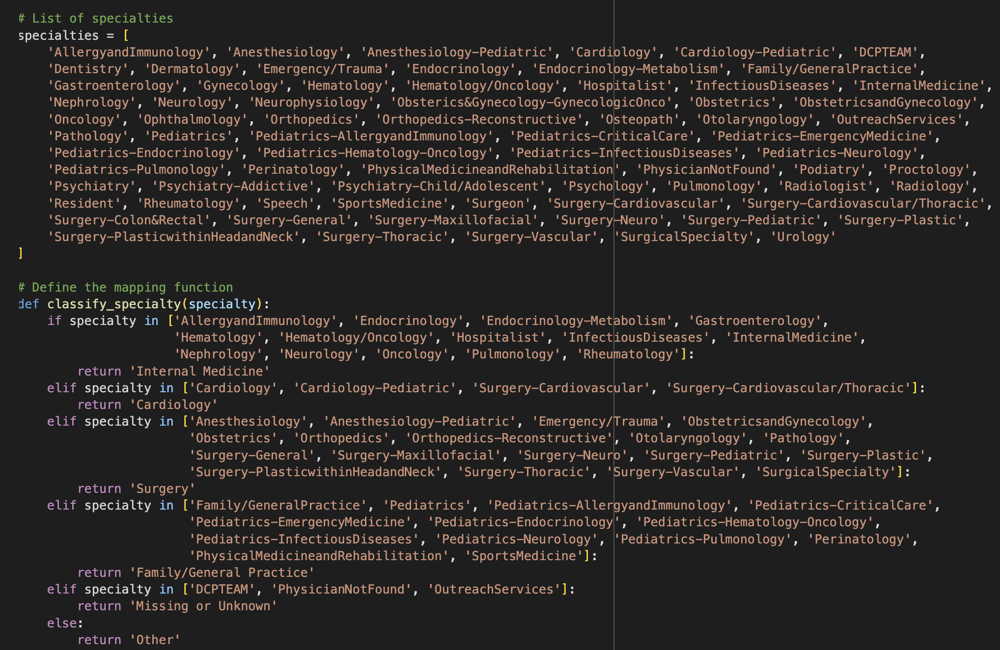 # List of specialties
specialties = [
    'AllergyandImmunology', 'Anesthesiology', 'Anesthesiology-Pediatric', 'Cardiology', 'Cardiology-Pediatric', 'DCPTEAM',
    'Dentistry', 'Dermatology', 'Emergency/Trauma', 'Endocrinology', 'Endocrinology-Metabolism', 'Family/GeneralPractice',
    'Gastroenterology', 'Gynecology', 'Hematology', 'Hematology/Oncology', 'Hospitalist', 'InfectiousDiseases', 'InternalMedicine',
    'Nephrology', 'Neurology', 'Neurophysiology', 'Obsterics&Gynecology-GynecologicOnco', 'Obstetrics', 'ObstetricsandGynecology',
    'Oncology', 'Ophthalmology', 'Orthopedics', 'Orthopedics-Reconstructive', 'Osteopath', 'Otolaryngology', 'OutreachServices',
    'Pathology', 'Pediatrics', 'Pediatrics-AllergyandImmunology', 'Pediatrics-CriticalCare', 'Pediatrics-EmergencyMedicine',
    'Pediatrics-Endocrinology', 'Pediatrics-Hematology-Oncology', 'Pediatrics-InfectiousDiseases', 'Pediatrics-Neurology',
    'Pediatrics-Pulmonology', 'Perinatology', 'PhysicalMedicineandRehabilitation', 'PhysicianNotFound', 'Podiatry', 'Proctology',
    'Psychiatry', 'Psychiatry-Addictive', 'Psychiatry-Child/Adolescent', 'Psychology', 'Pulmonology', 'Radiologist', 'Radiology',
    'Resident', 'Rheumatology', 'Speech', 'SportsMedicine', 'Surgeon', 'Surgery-Cardiovascular', 'Surgery-Cardiovascular/Thoracic',
    'Surgery-Colon&Rectal', 'Surgery-General', 'Surgery-Maxillofacial', 'Surgery-Neuro', 'Surgery-Pediatric', 'Surgery-Plastic',
    'Surgery-PlasticwithinHeadandNeck', 'Surgery-Thoracic', 'Surgery-Vascular', 'SurgicalSpecialty', 'Urology'
]

# Define the mapping function
def classify_specialty(specialty):
    if specialty in ['AllergyandImmunology', 'Endocrinology', 'Endocrinology-Metabolism', 'Gastroenterology',
                     'Hematology', 'Hematology/Oncology', 'Hospitalist', 'InfectiousDiseases', 'InternalMedicine',
                     'Nephrology', 'Neurology', 'Oncology', 'Pulmonology', 'Rheumatology']:
        return 'Internal Medicine'
    elif specialty in ['Cardiology', 'Cardiology-Pediatric', 'Surgery-Cardiovascular', 'Surgery-Cardiovascular/Thoracic']:
        return 'Cardiology'
    elif specialty in ['Anesthesiology', 'Anesthesiology-Pediatric', 'Emergency/Trauma', 'ObstetricsandGynecology',
                       'Obstetrics', 'Orthopedics', 'Orthopedics-Reconstructive', 'Otolaryngology', 'Pathology',
                       'Surgery-General', 'Surgery-Maxillofacial', 'Surgery-Neuro', 'Surgery-Pediatric', 'Surgery-Plastic',
                       'Surgery-PlasticwithinHeadandNeck', 'Surgery-Thoracic', 'Surgery-Vascular', 'SurgicalSpecialty']:
        return 'Surgery'
    elif specialty in ['Family/GeneralPractice', 'Pediatrics', 'Pediatrics-AllergyandImmunology', 'Pediatrics-CriticalCare',
                       'Pediatrics-EmergencyMedicine', 'Pediatrics-Endocrinology', 'Pediatrics-Hematology-Oncology',
                       'Pediatrics-InfectiousDiseases', 'Pediatrics-Neurology', 'Pediatrics-Pulmonology', 'Perinatology',
                       'PhysicalMedicineandRehabilitation', 'SportsMedicine']:
        return 'Family/General Practice'
    elif specialty in ['DCPTEAM', 'PhysicianNotFound', 'OutreachServices']:
        return 'Missing or Unknown'
    else:
        return 'Other'